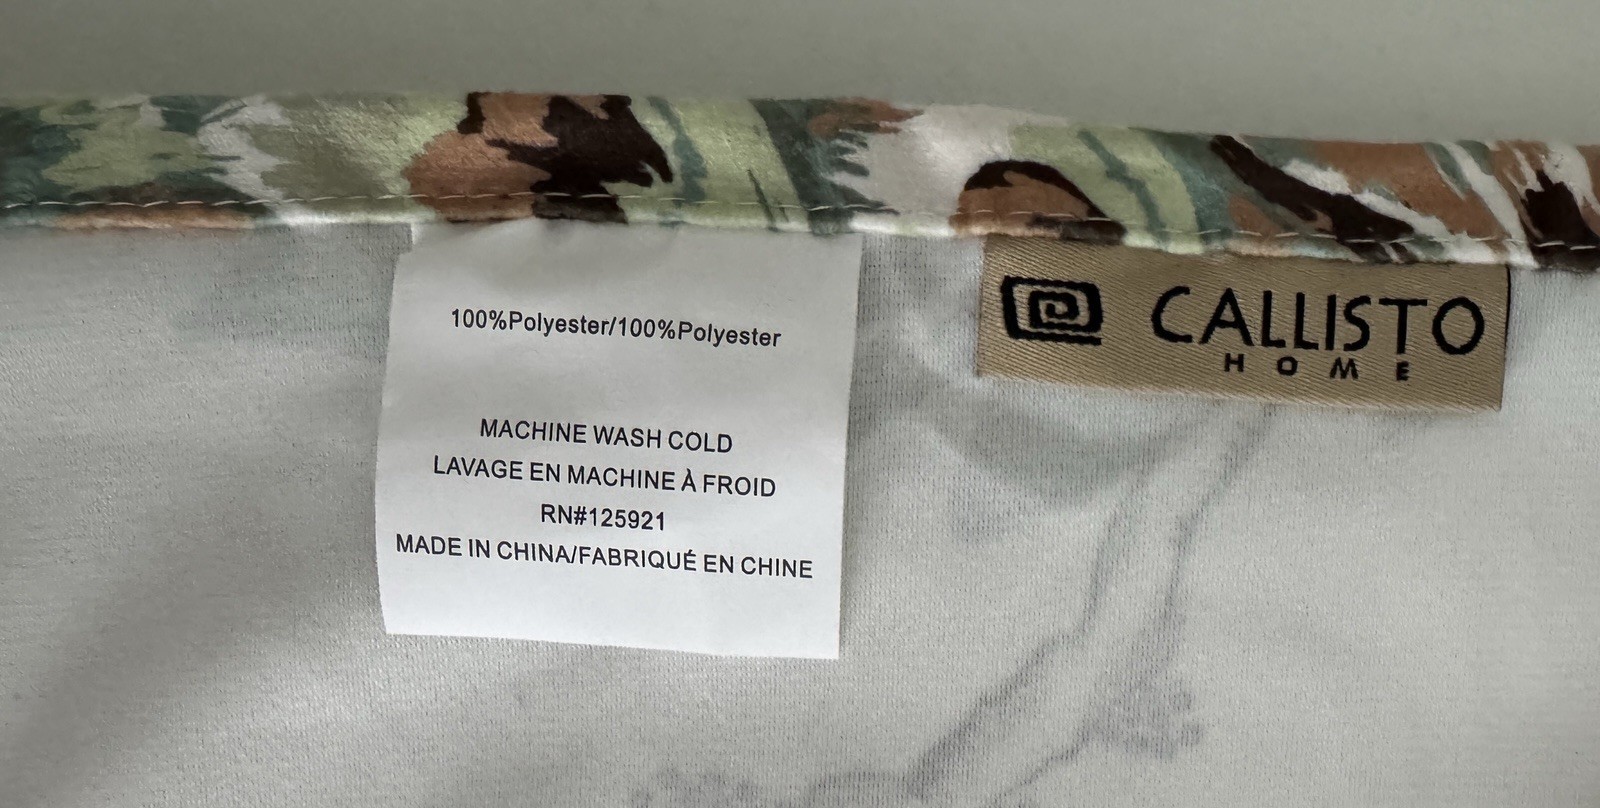 100%Polyester/100%Polyester
MACHINE WASH COLD
LAVAGE EN MACHINE À FROID
RN#125921
MADE IN CHINA/FABRIQUÉ EN CHINE
CALLISTO
HOME